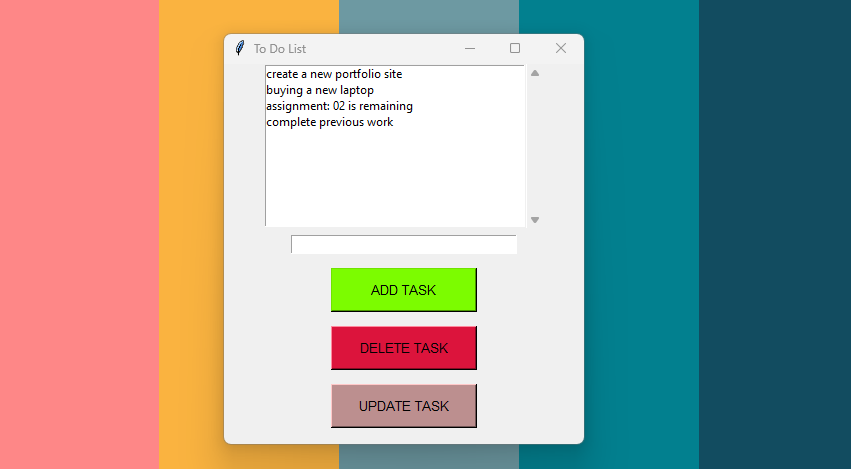 To Do List
create a new portfolio site
buying a new laptop
assignment: 02 is remaining
complete previous work
ADD TASK
DELETE TASK
UPDATE TASK